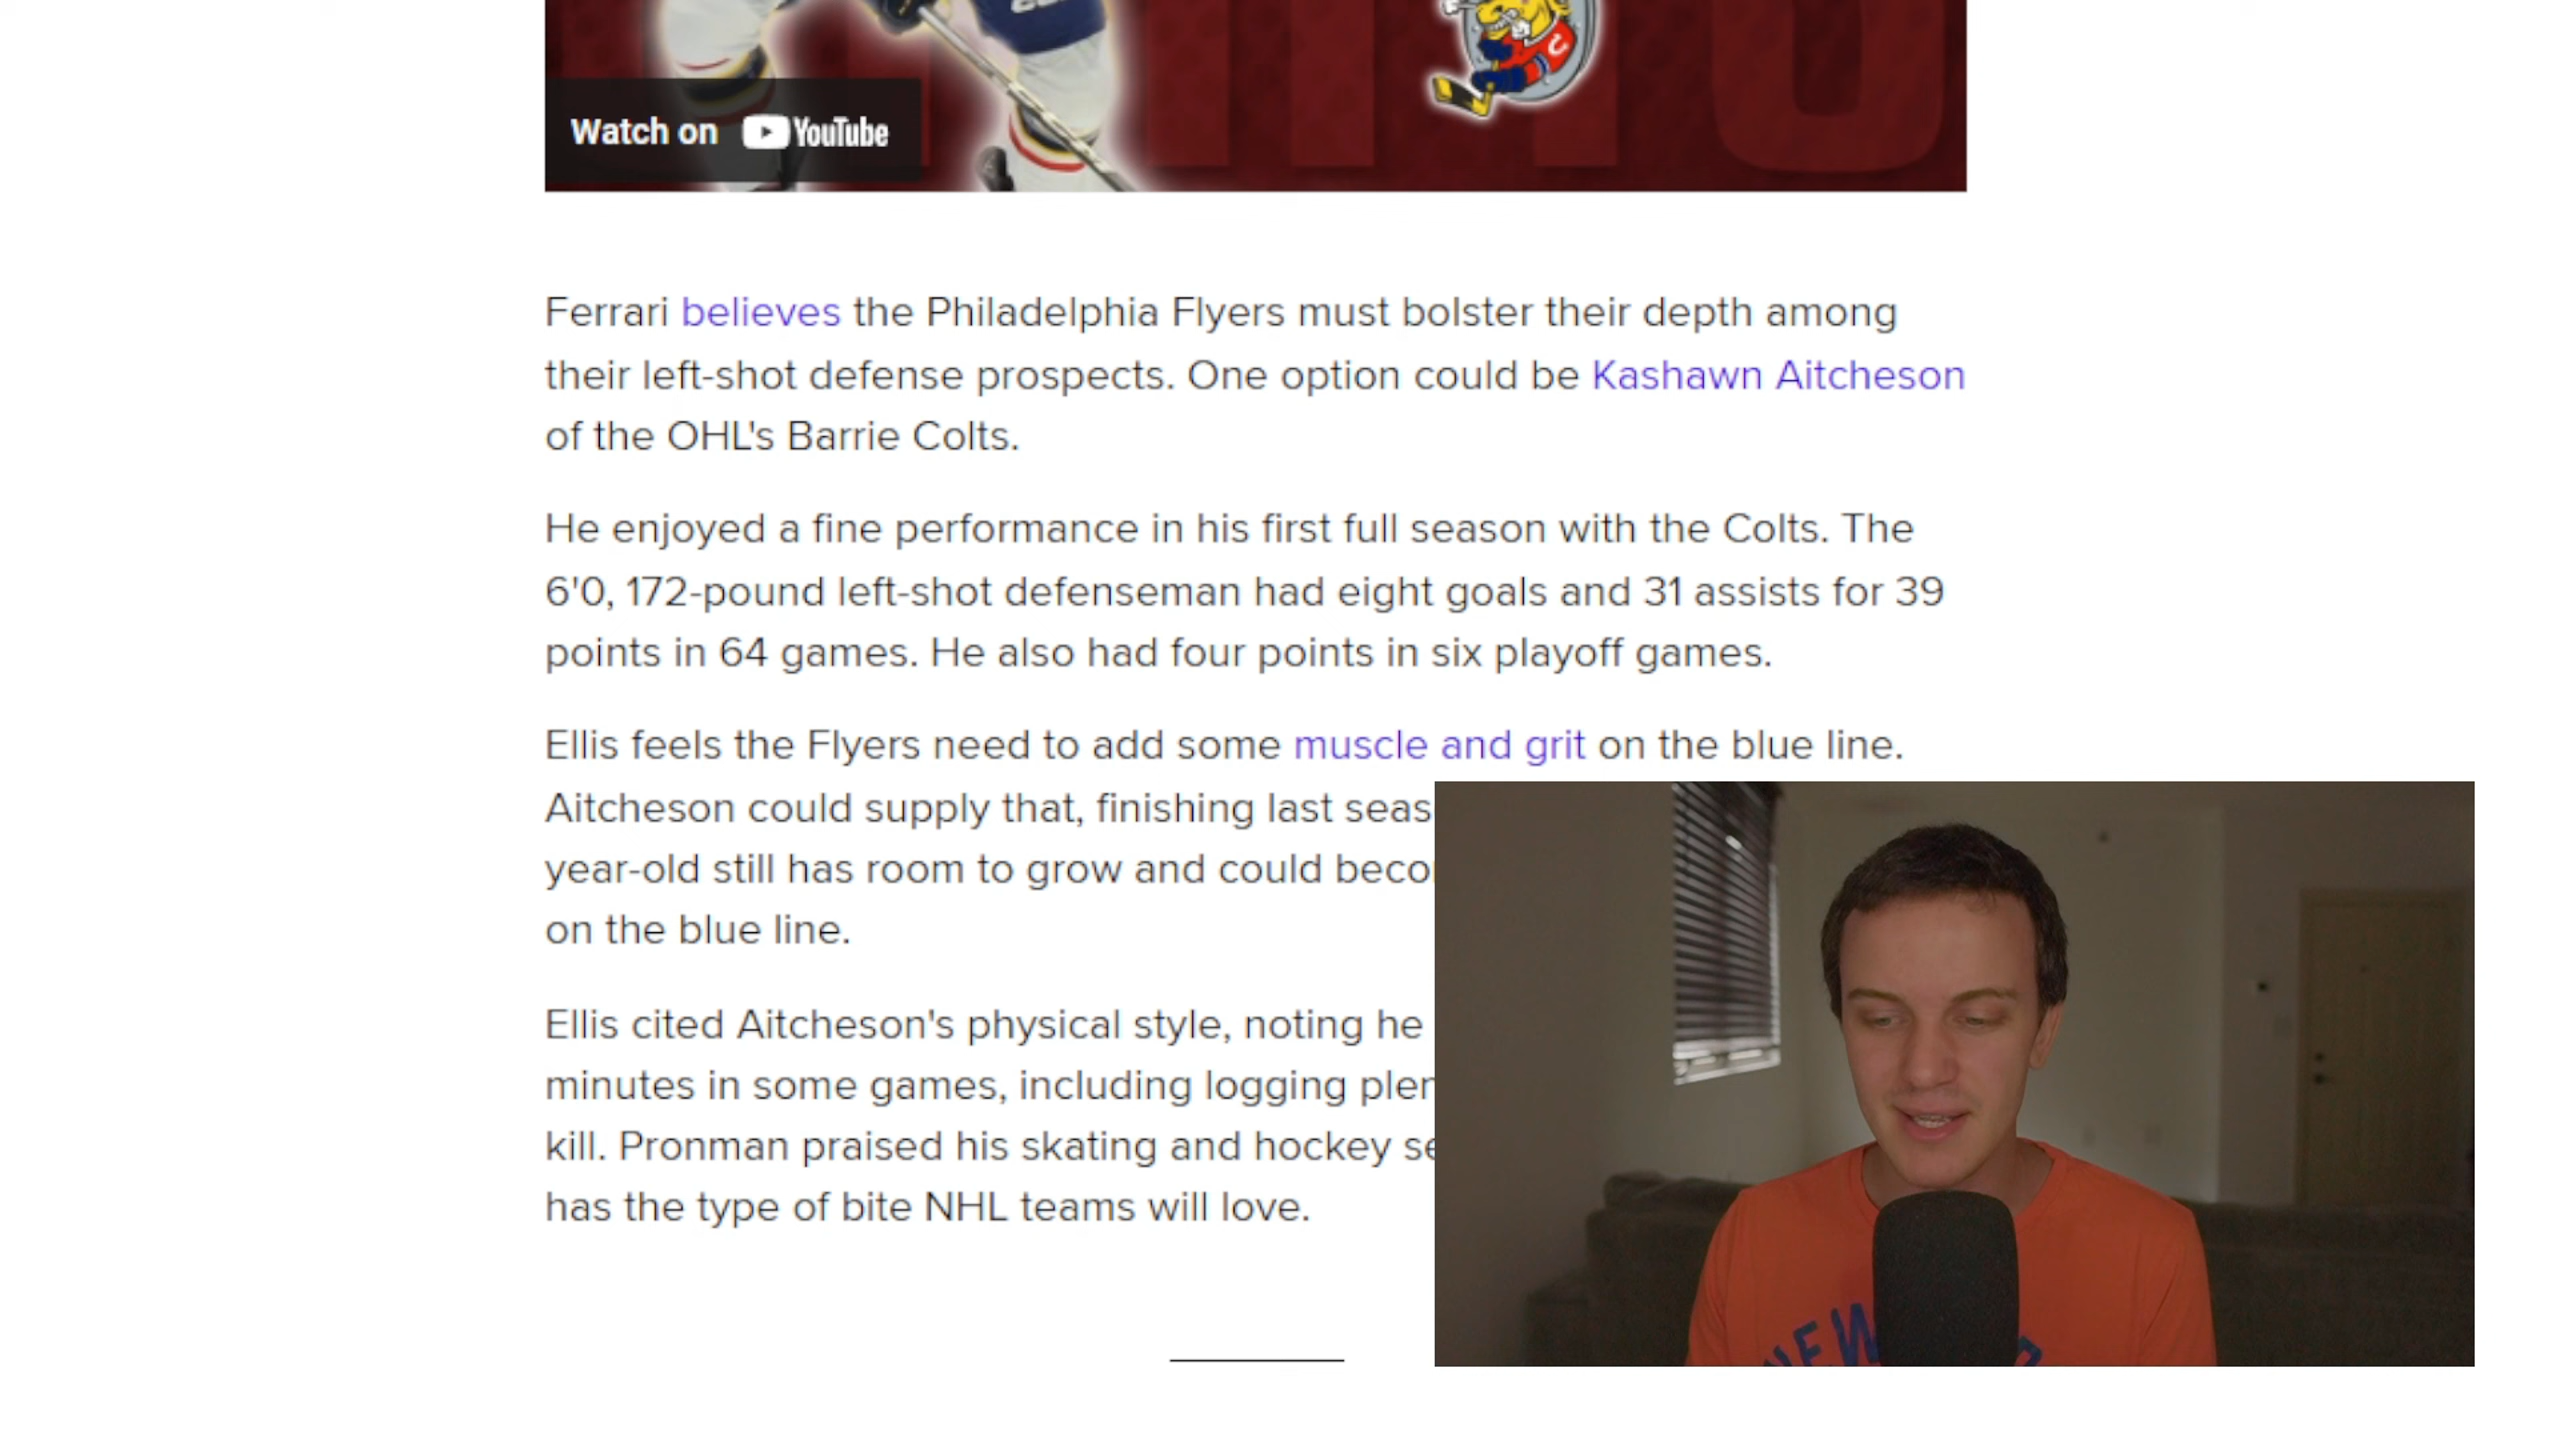 Watch on YouTube
Ferrari believes the Philadelphia Flyers must bolster their depth among
their left-shot defense prospects. One option could be Kashawn Aitcheson
of the OHL's Barrie Colts.
He enjoyed a fine performance in his first full season with the Colts. The
6'0, 172-pound left-shot defenseman had eight goals and 31 assists for 39
points in 64 games. He also had four points in six playoff games.
Ellis feels the Flyers need to add some muscle and grit on the blue line.
Aitcheson could supply that, finishing last
year-old still has room to grow and could
on the blue line.
Ellis cited Aitcheson's physical style, noting he
minutes in some games, including logging
kill. Pronman praised his skating and hockey
has the type of bite NHL teams will love.